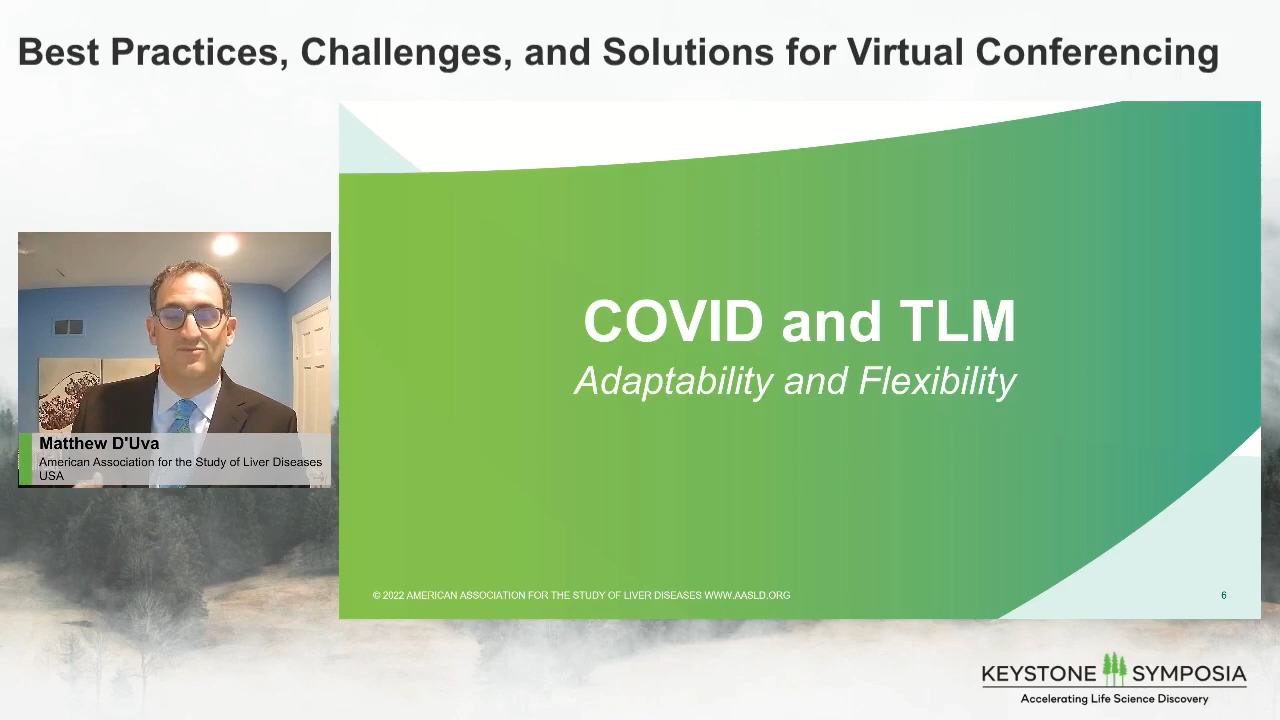 Best Practices, Challenges, and Solutions for Virtual Conferencing
COVID and TLM
Adaptability and Flexibility
Matthew D'Uva
American Association for the Study of Liver Diseases
USA
© 2022 AMERICAN ASSOCIATION FOR THE STUDY OF LIVER DISEASES WWW.AASLD.ORG
6
KEYSTONE SYMPOSIA
Accelerating Life Science Discovery